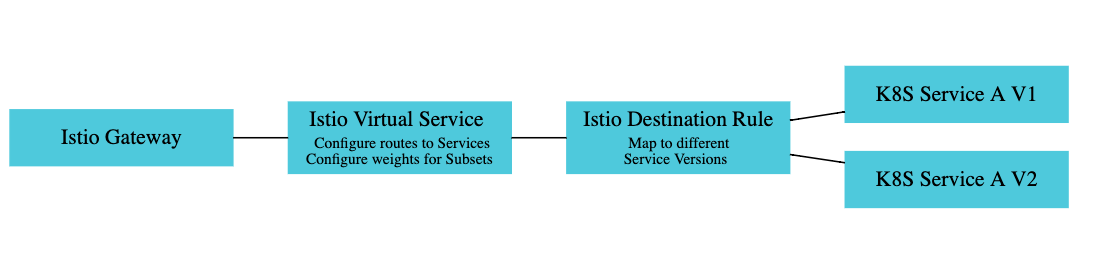 Istio Gateway
Istio Virtual Service
Configure routes to Services
Configure weights for Subsets
Istio Destination Rule
Map to different
Service Versions
K8S Service A V1
K8S Service A V2